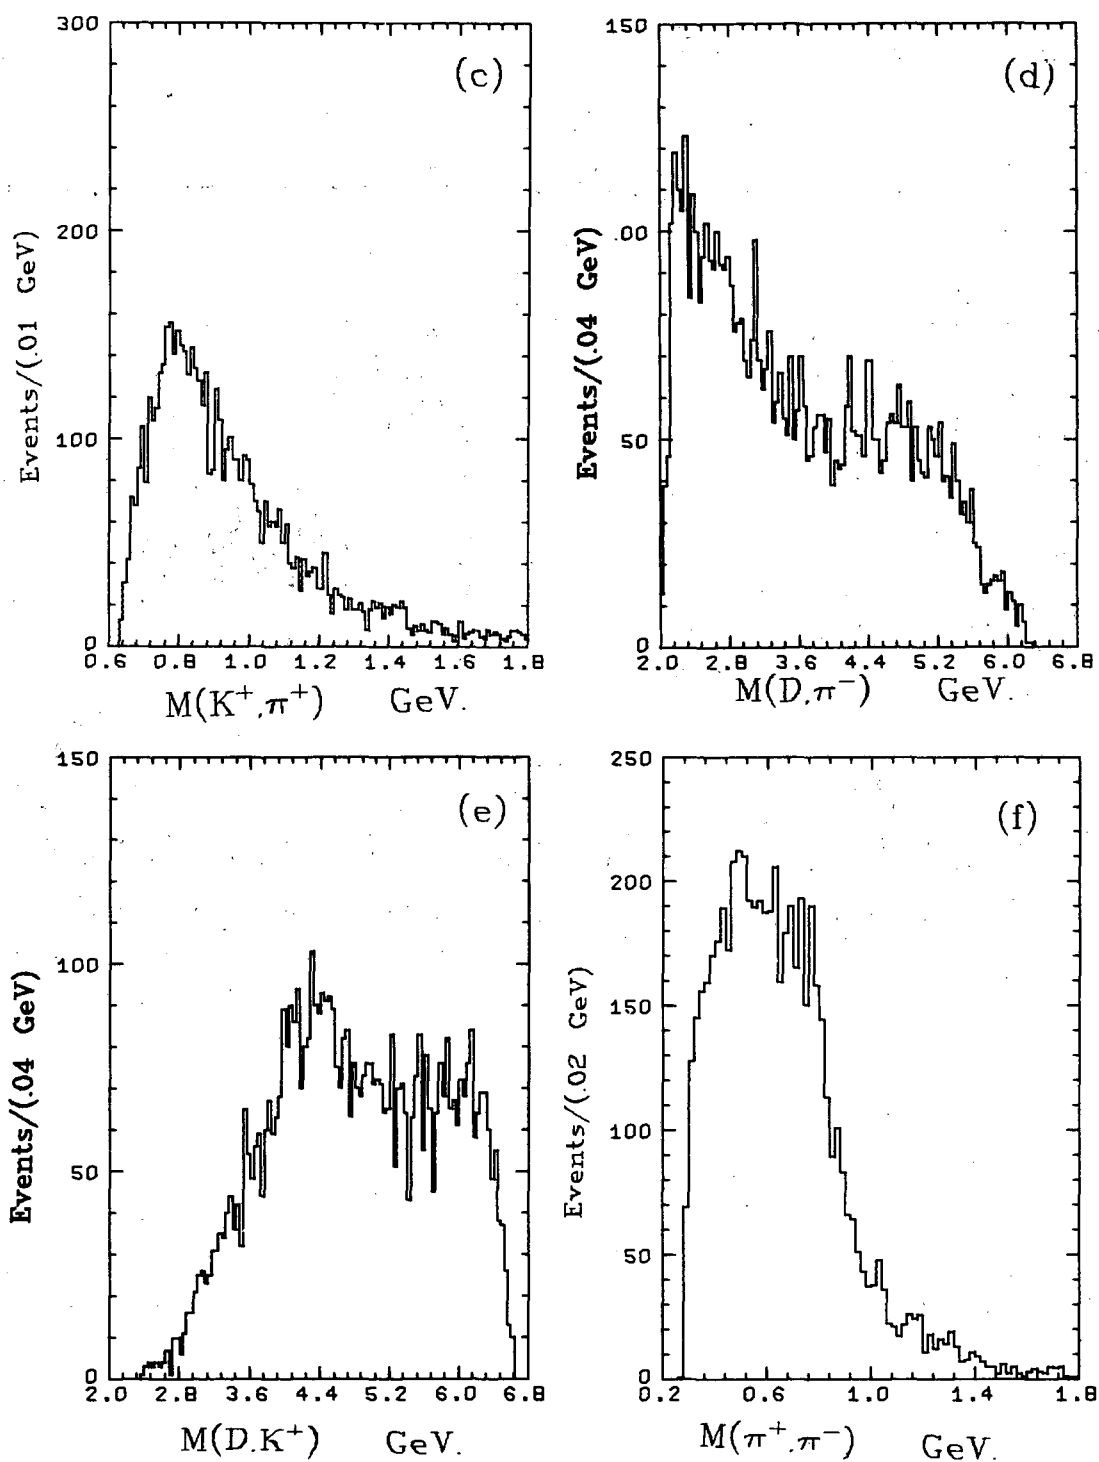 (c)
300
200
100
0
Events/(.01 GeV)
0.6 0.8 1.0 1.2 1.4 1.6 1.8
M(K+,π+) GeV.
(d)
150
.00
50
0
Events/(.04 GeV)
2.0 2.8 3.6 4.4 5.2 6.0 6.8
M(D,π−) GeV.
(e)
150
100
50
0
Events/(.04 GeV)
2.0 2.8 3.6 4.4 5.2 6.0 6.8
M(D,K+) GeV.
(f)
250
200
150
100
50
0
Events/(.02 GeV)
0.2 0.6 1.0 1.4 1.8
M(π+,π−) GeV.